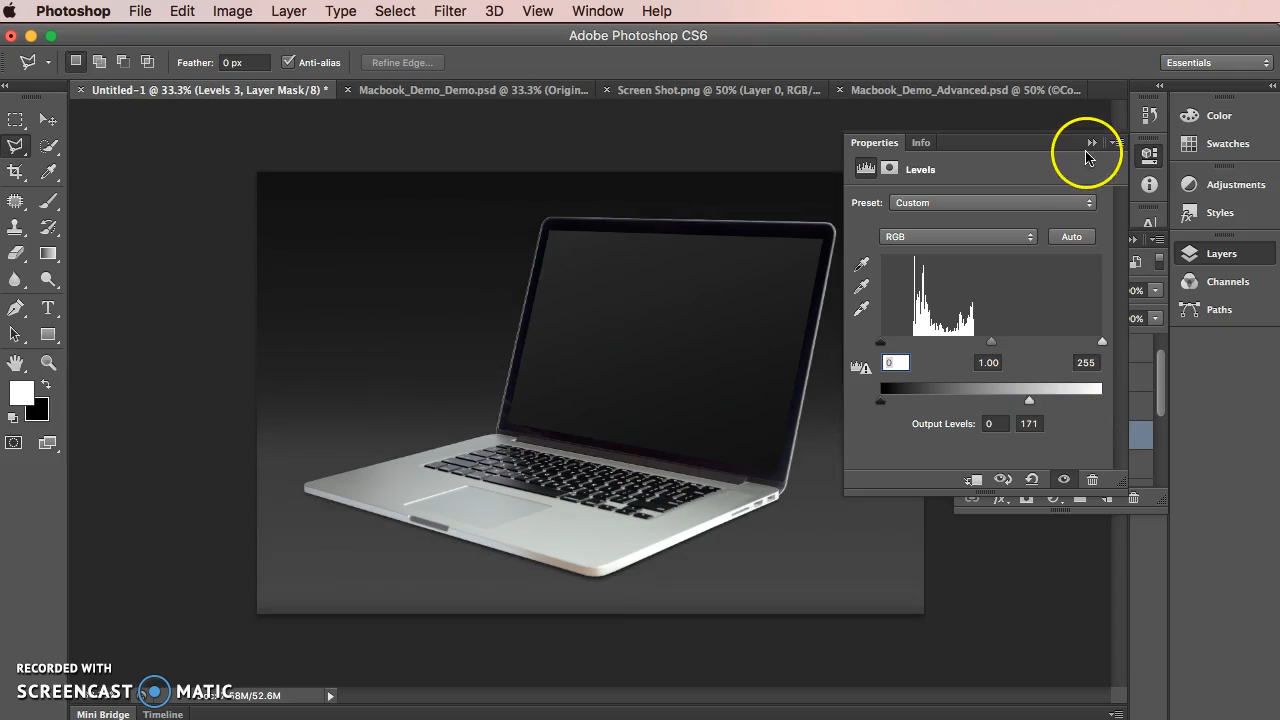 Photoshop File Edit Image Layer Type Select Filter 3D View Window Help
Adobe Photoshop CS6
Feather: 0 px Anti-alias Refine Edge... Essentials
Untitled-1 @ 33.3% (Levels 3, Layer Mask/8) * Macbook_Demo_Demo.psd @ 33.3% (Origin... Screen Shot.png @ 50% (Layer 0, RGB/... Macbook_Demo_Advanced.psd @ 50% (©Co...
Properties Info
Levels
Preset: Custom
RGB Auto
0 1.00 255
Output Levels: 0 171
Color
Swatches
Adjustments
Styles
Layers
Channels
Paths
RECORDED WITH
SCREENCAST MATIC
M/52.6M
Mini Bridge Timeline